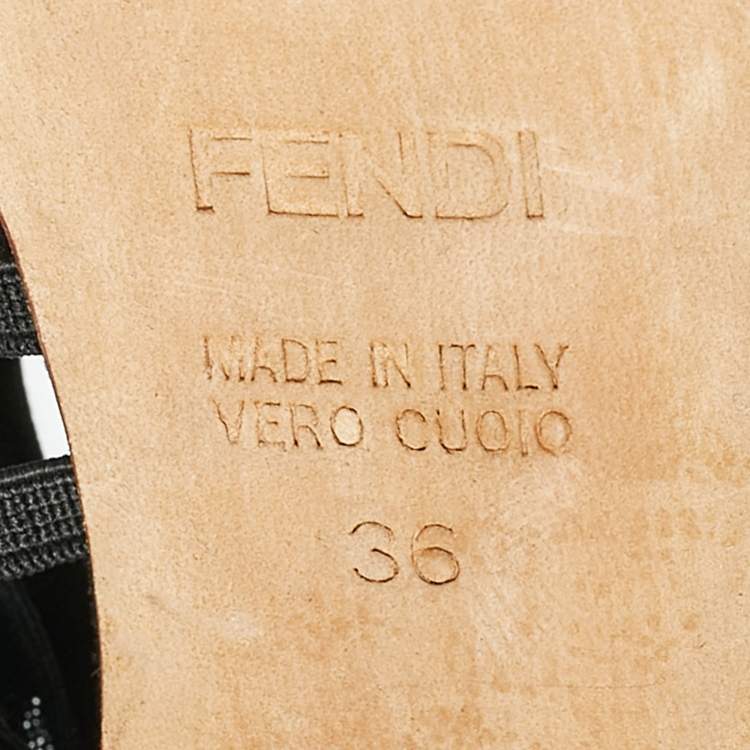 FENDI
MADE IN ITALY
VERO CUOIO
36